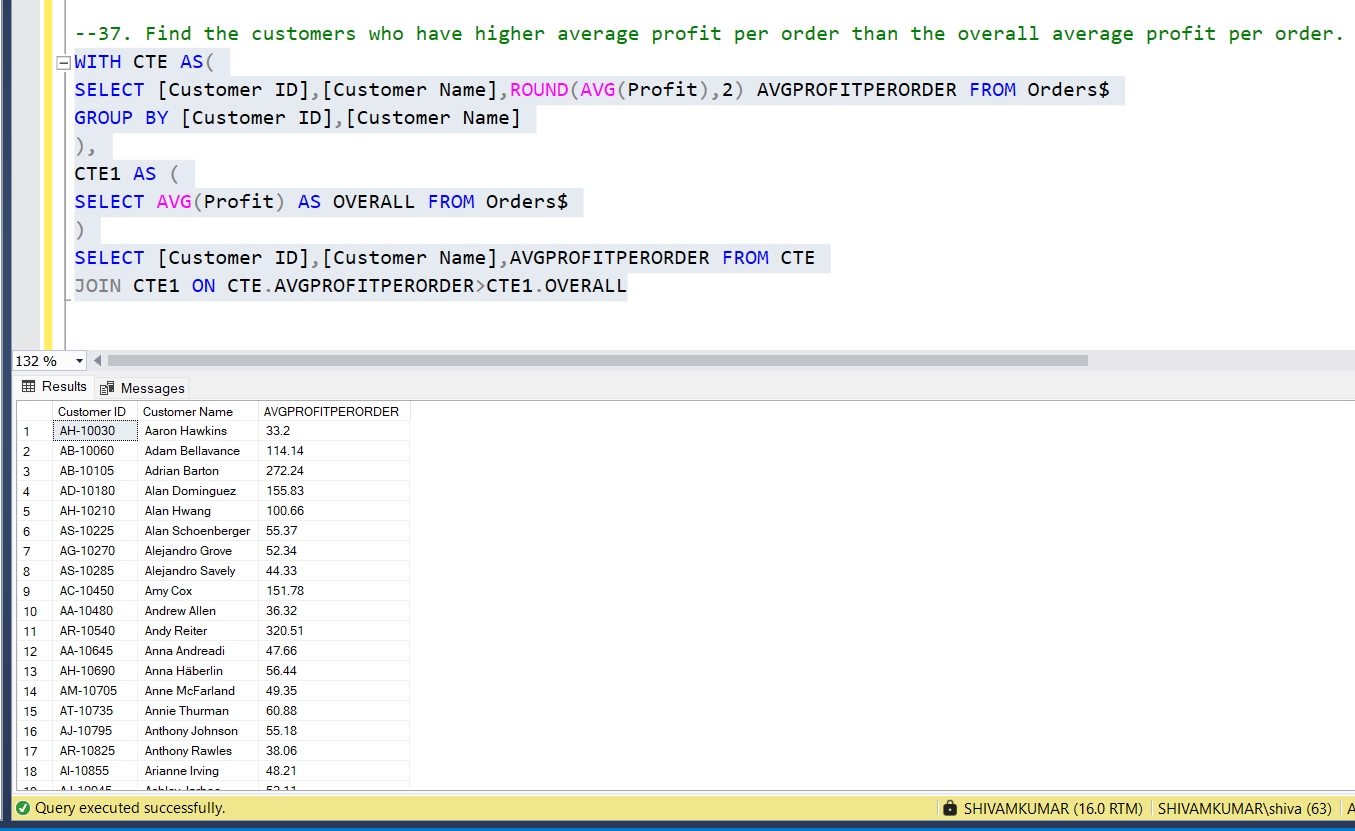 --37. Find the customers who have higher average profit per order than the overall average profit per order.
WITH CTE AS(
SELECT [Customer ID],[Customer Name],ROUND(AVG(Profit),2) AVGPROFITPERORDER FROM Orders$
GROUP BY [Customer ID],[Customer Name]
),
CTE1 AS (
SELECT AVG(Profit) AS OVERALL FROM Orders$
)
SELECT [Customer ID],[Customer Name],AVGPROFITPERORDER FROM CTE
JOIN CTE1 ON CTE.AVGPROFITPERORDER>CTE1.OVERALL
132 %
Results Messages
Customer ID Customer Name AVGPROFITPERORDER
1 AH-10030 Aaron Hawkins 33.2
2 AB-10060 Adam Bellavance 114.14
3 AB-10105 Adrian Barton 272.24
4 AD-10180 Alan Dominguez 155.83
5 AH-10210 Alan Hwang 100.66
6 AS-10225 Alan Schoenberger 55.37
7 AG-10270 Alejandro Grove 52.34
8 AS-10285 Alejandro Savely 44.33
9 AC-10450 Amy Cox 151.78
10 AA-10480 Andrew Allen 36.32
11 AR-10540 Andy Reiter 320.51
12 AA-10645 Anna Andreadi 47.66
13 AH-10690 Anna Häberlin 56.44
14 AM-10705 Anne McFarland 49.35
15 AT-10735 Annie Thurman 60.88
16 AJ-10795 Anthony Johnson 55.18
17 AR-10825 Anthony Rawles 38.06
18 AI-10855 Arianne Irving 48.21
Query executed successfully. SHIVAMKUMAR (16.0 RTM) SHIVAMKUMAR\shiva (63)